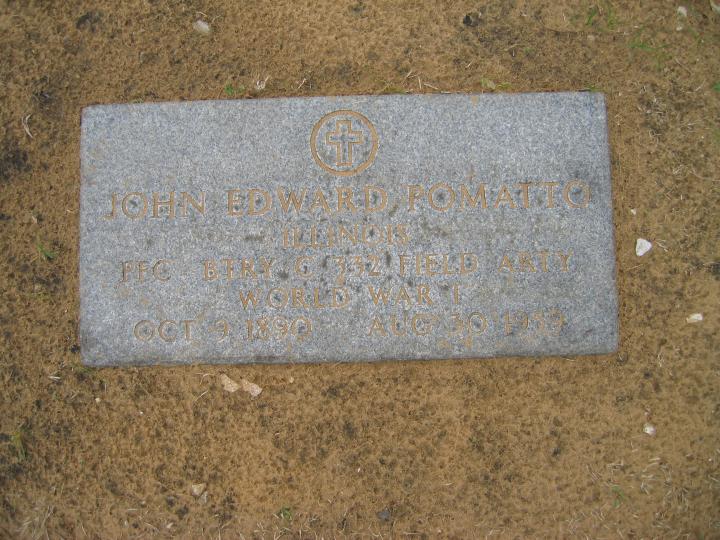 JOHN EDWARD POMATTO
ILLINOIS
PFC BTRY C 332 FIELD ARTY
WORLD WAR I
OCT 9 1890 AUG 30 1959